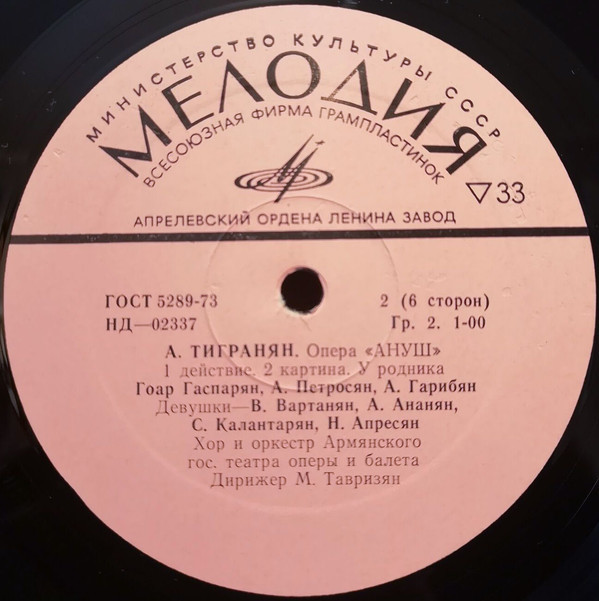 МИНИСТЕРСТВО КУЛЬТУРЫ СССР
МЕЛОДИЯ
ВСЕСОЮЗНАЯ ФИРМА ГРАМПЛАСТИНОК
▽33
АПРЕЛЕВСКИЙ ОРДЕНА ЛЕНИНА ЗАВОД
ГОСТ 5289-73 2 (6 сторон)
НД—02337 Гр. 2. 1-00
А. ТИГРАНЯН. Опера «АНУШ»
1 действие. 2 картина. У родника
Гоар Гаспарян, А. Петросян, А. Гарибян
Девушки—В. Вартанян, А. Ананян,
С. Калантарян, Н. Апресян
Хор и оркестр Армянского
гос. театра оперы и балета
Дирижер М. Тавризян